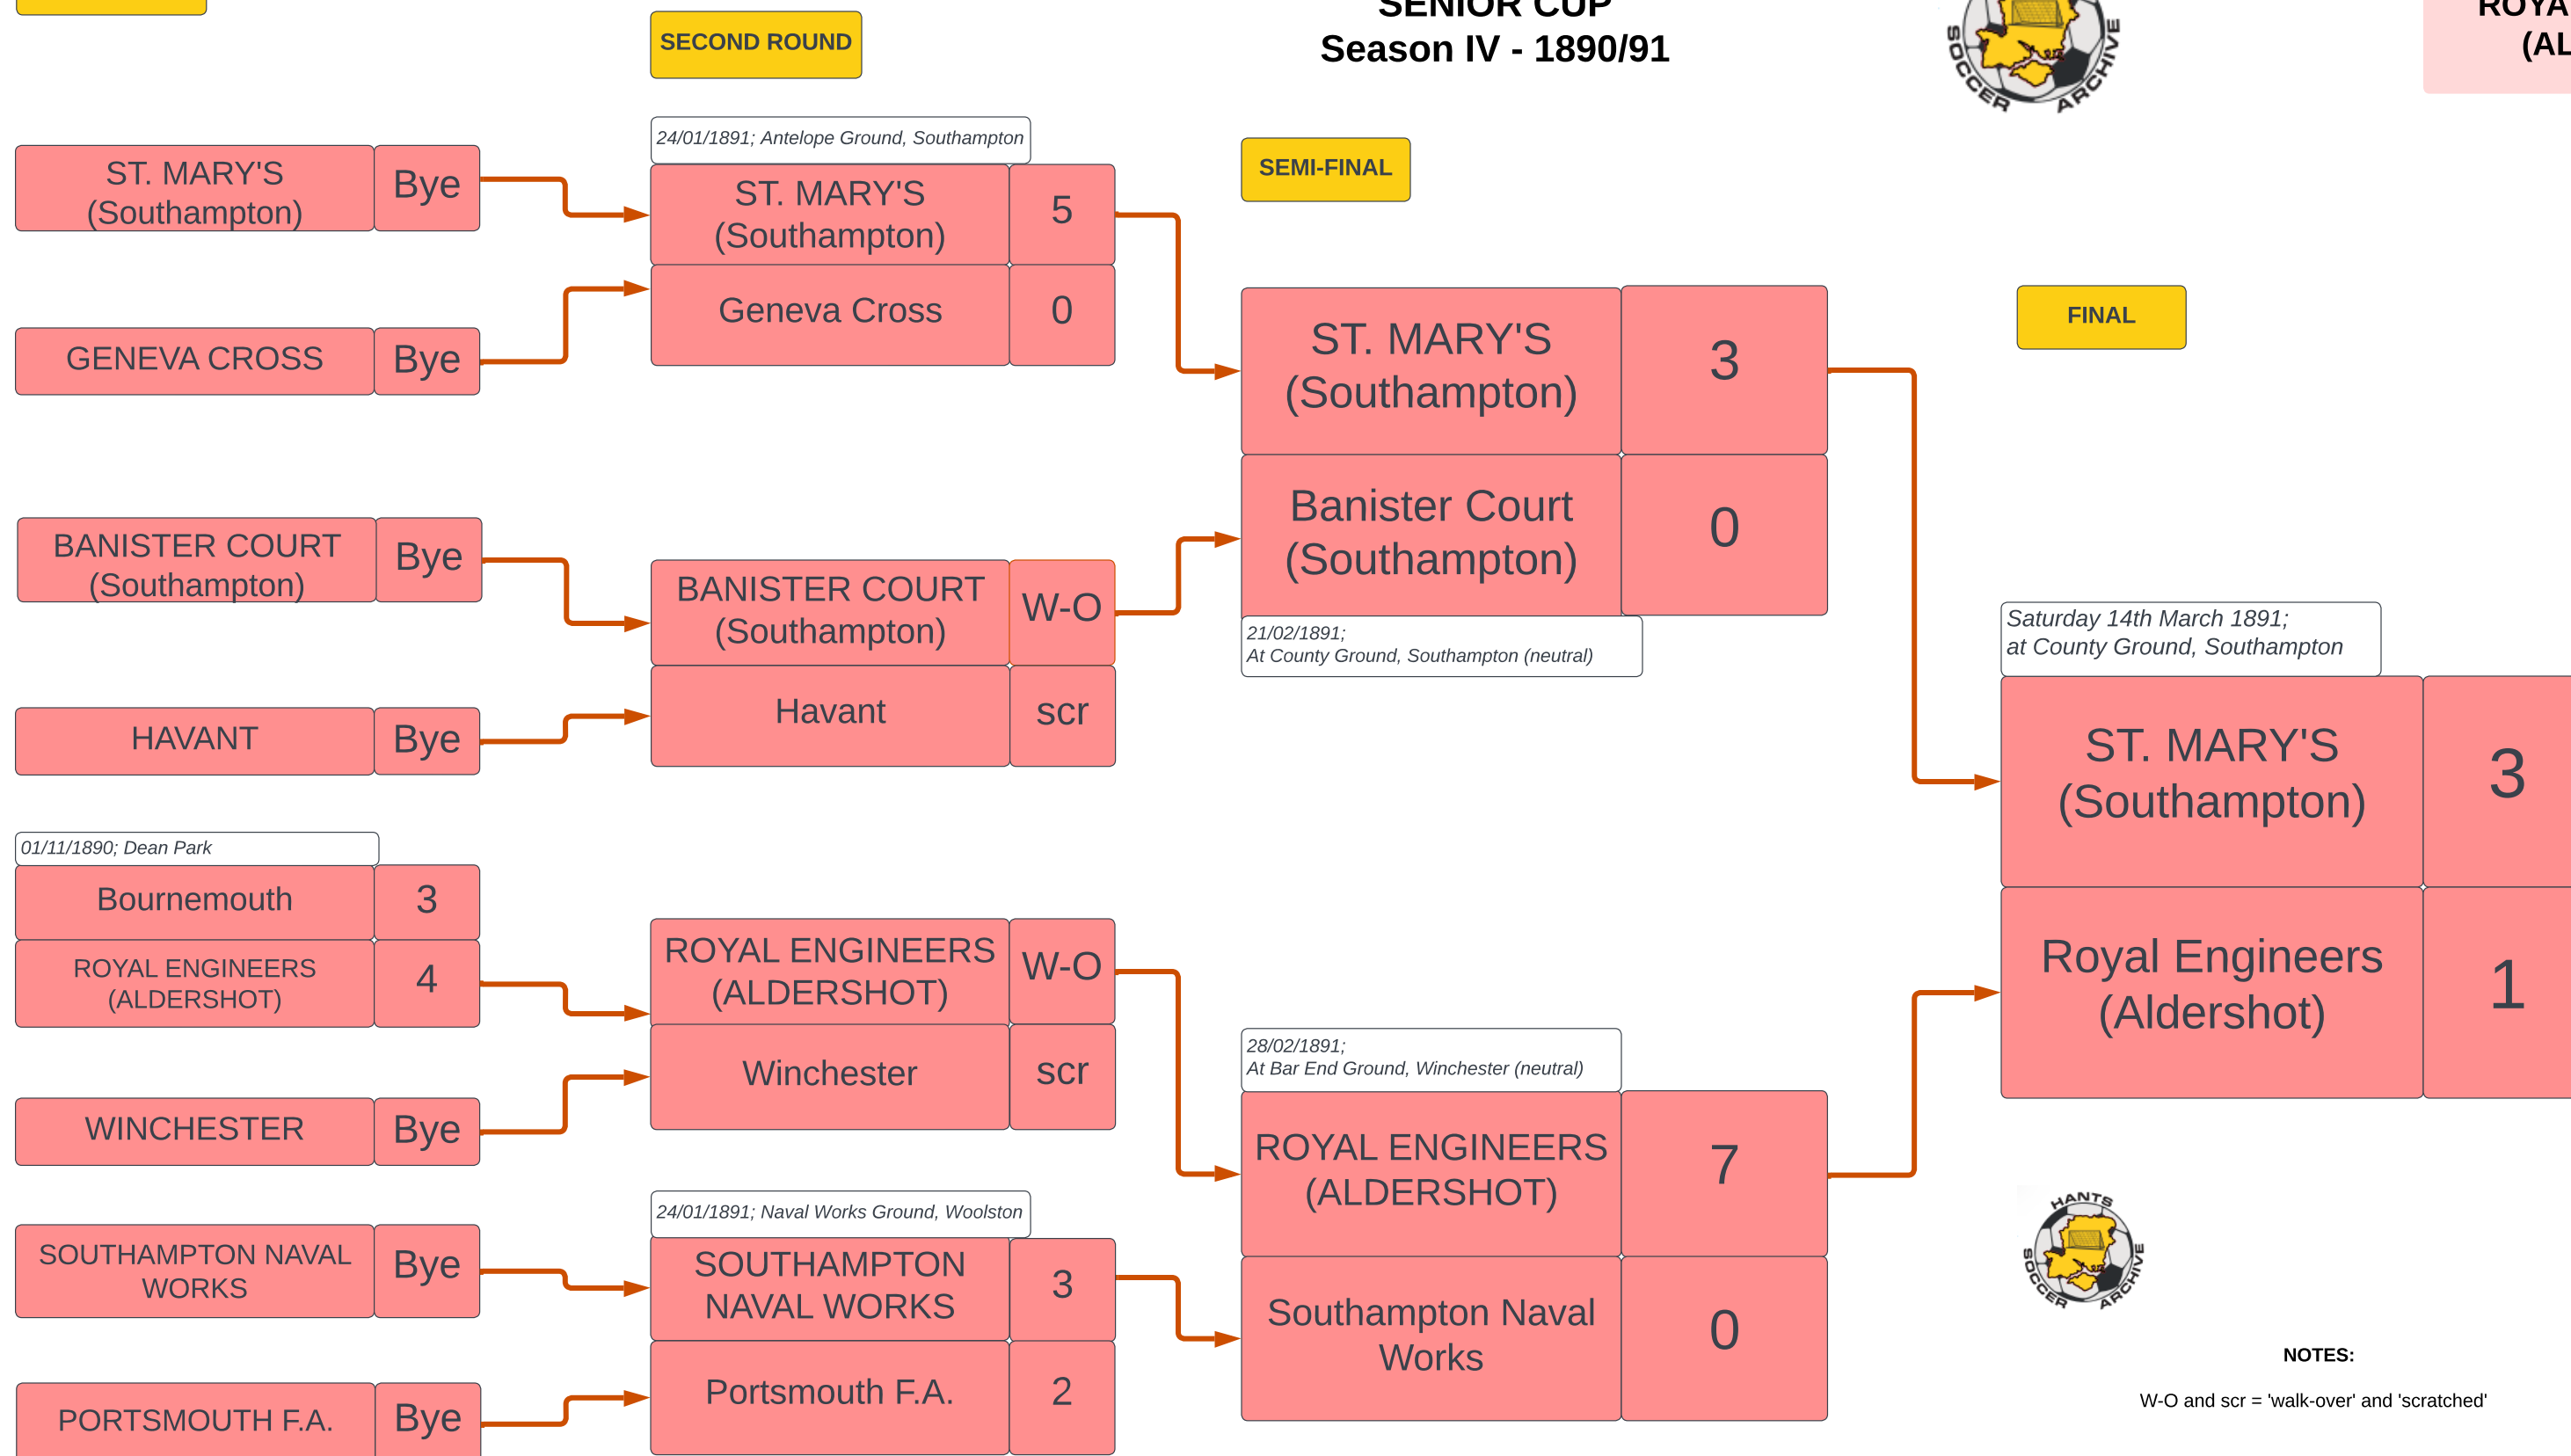 SENIOR CUP
Season IV - 1890/91
SOCCER ARCHIVE
(AL
SECOND ROUND
SEMI-FINAL
FINAL
ST. MARY'S
(Southampton)
Bye
GENEVA CROSS
Bye
BANISTER COURT
(Southampton)
Bye
HAVANT
Bye
01/11/1890; Dean Park
Bournemouth
3
ROYAL ENGINEERS
(ALDERSHOT)
4
WINCHESTER
Bye
SOUTHAMPTON NAVAL
WORKS
Bye
PORTSMOUTH F.A.
Bye
24/01/1891; Antelope Ground, Southampton
ST. MARY'S
(Southampton)
5
Geneva Cross
0
BANISTER COURT
(Southampton)
W-O
Havant
scr
ROYAL ENGINEERS
(ALDERSHOT)
W-O
Winchester
scr
24/01/1891; Naval Works Ground, Woolston
SOUTHAMPTON
NAVAL WORKS
3
Portsmouth F.A.
2
ST. MARY'S
(Southampton)
3
Banister Court
(Southampton)
0
21/02/1891;
At County Ground, Southampton (neutral)
28/02/1891;
At Bar End Ground, Winchester (neutral)
ROYAL ENGINEERS
(ALDERSHOT)
7
Southampton Naval
Works
0
Saturday 14th March 1891;
at County Ground, Southampton
ST. MARY'S
(Southampton)
3
Royal Engineers
(Aldershot)
1
HANTS
SOCCER ARCHIVE
NOTES:
W-O and scr = 'walk-over' and 'scratched'